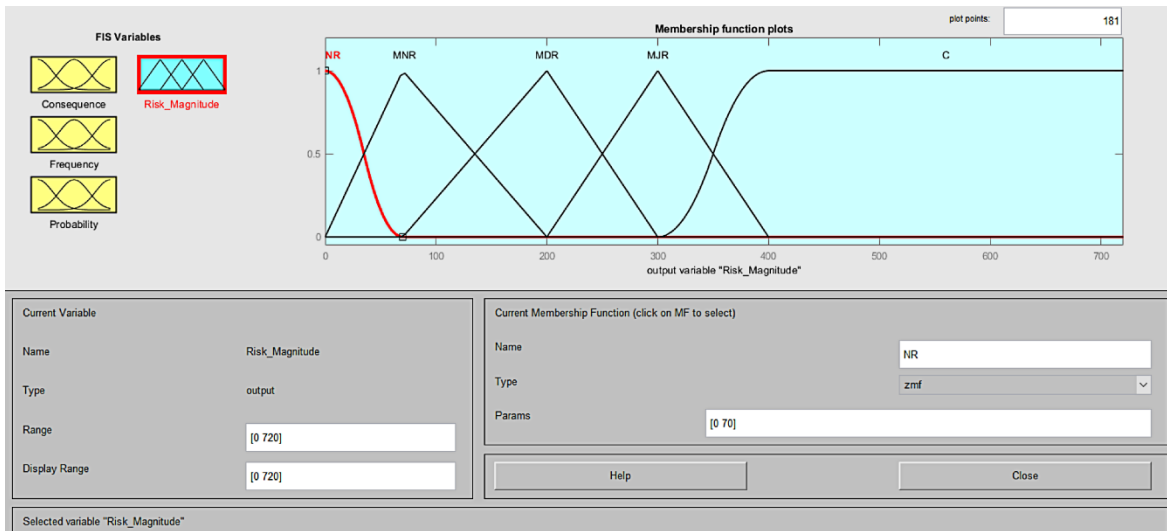 FIS Variables
Consequence
Risk_Magnitude
Frequency
Probability
Membership function plots
plot points:
181
NR
MNR
MDR
MJR
C
1
0.5
0
0
100
200
300
400
500
600
700
output variable "Risk_Magnitude"
Current Variable
Name
Risk_Magnitude
Type
output
Range
[0 720]
Display Range
[0 720]
Current Membership Function (click on MF to select)
Name
NR
Type
zmf
Params
[0 70]
Help
Close
Selected variable "Risk_Magnitude"